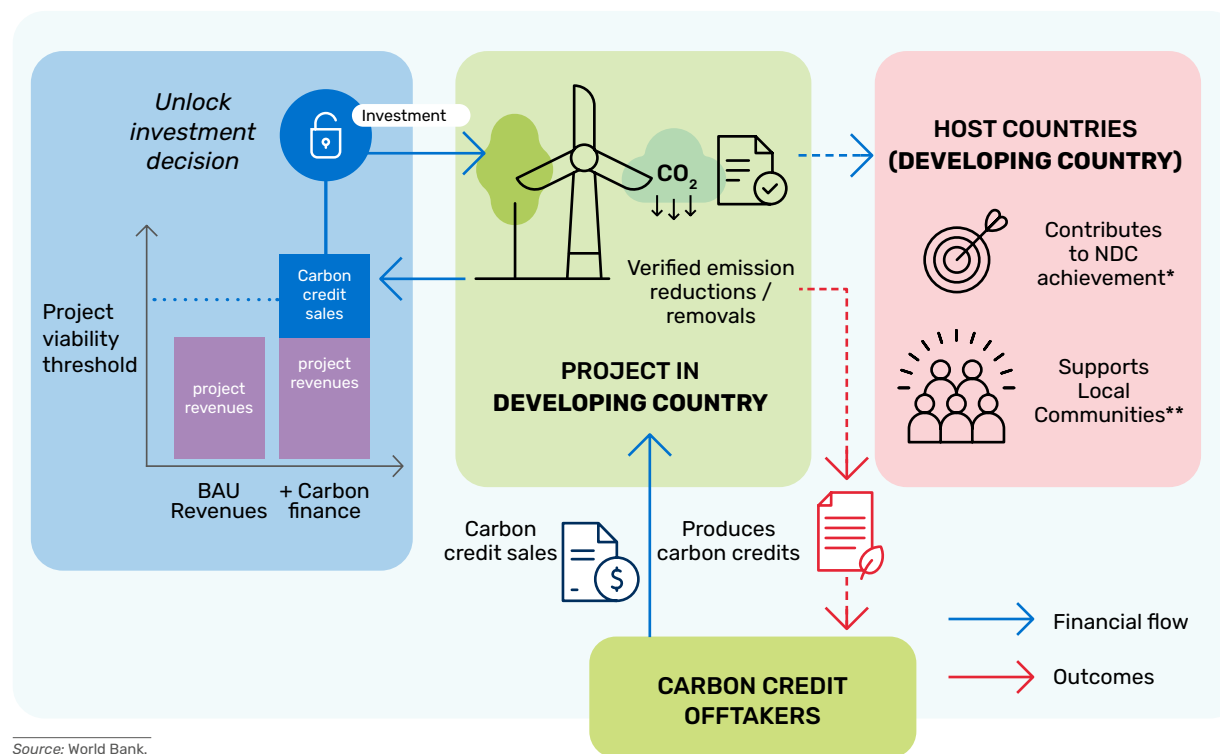 Unlock
investment
decision
Investment
Project
viability
threshold
Carbon
credit
sales
project
revenues
project
revenues
BAU
Revenues
+ Carbon
finance
CO2
Verified emission
reductions /
removals
PROJECT IN
DEVELOPING COUNTRY
HOST COUNTRIES
(DEVELOPING COUNTRY)
Contributes
to NDC
achievement*
Supports
Local
Communities**
Carbon
credit sales
$
Produces
carbon credits
CARBON CREDIT
OFFTAKERS
Financial flow
Outcomes
Source: World Bank.